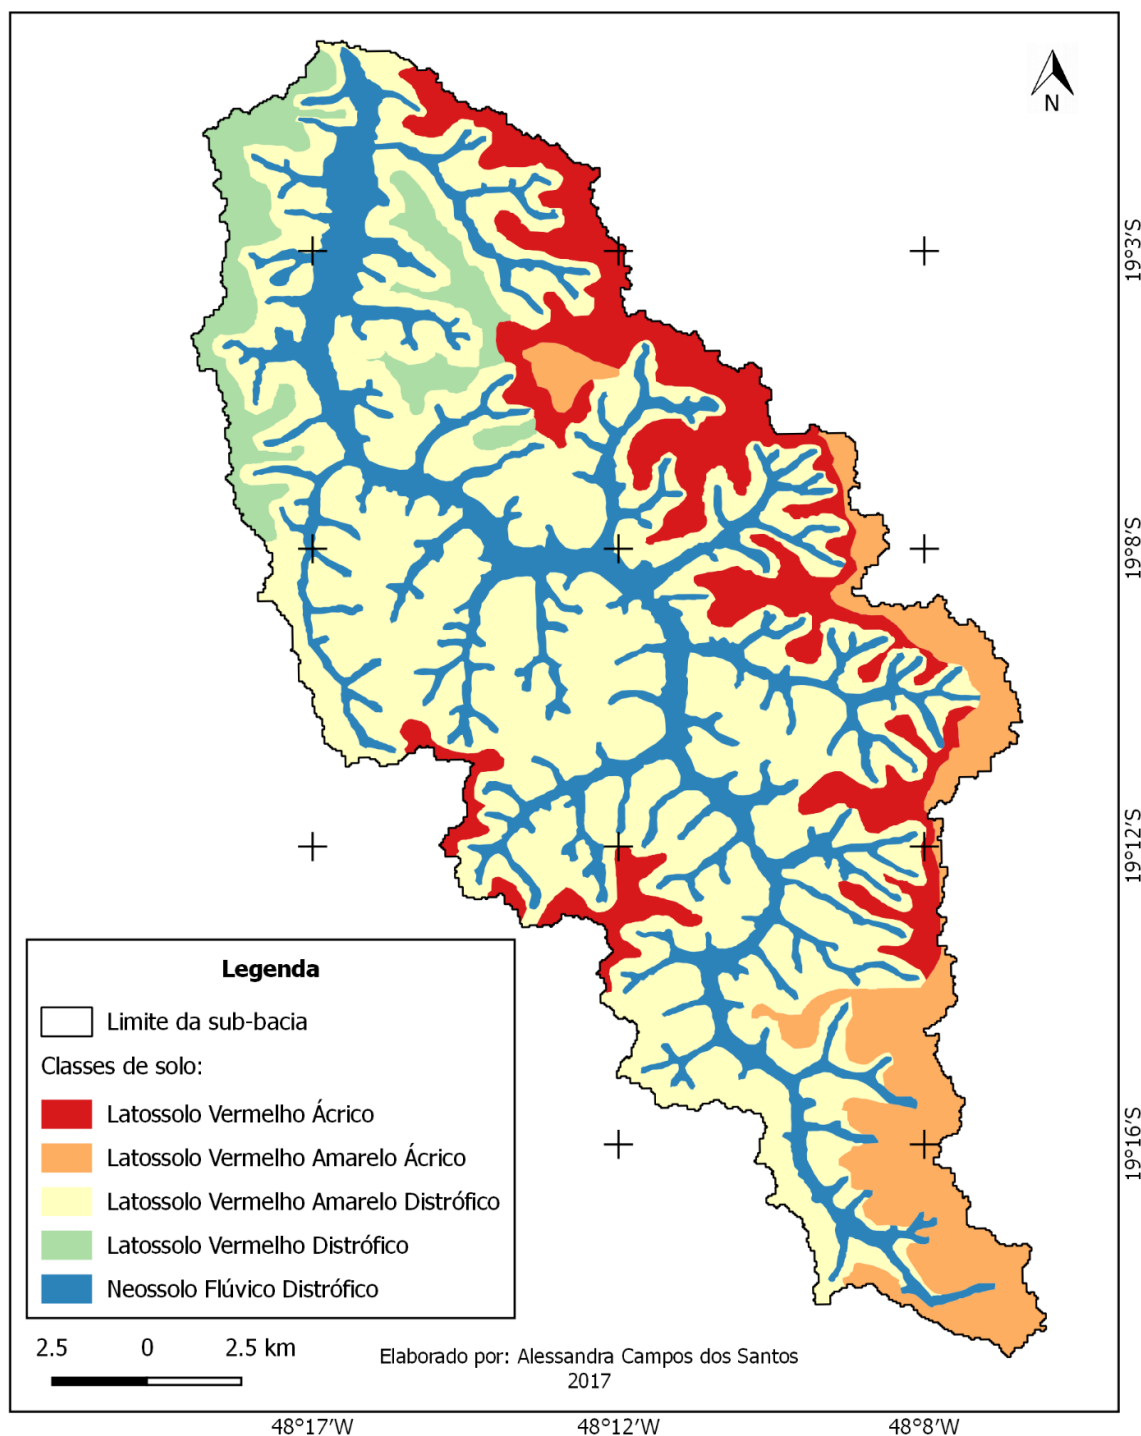 N
19°3'S
19°8'S
19°12'S
19°16'S
Legenda
Limite da sub-bacia
Classes de solo:
Latossolo Vermelho Ácrico
Latossolo Vermelho Amarelo Ácrico
Latossolo Vermelho Amarelo Distrófico
Latossolo Vermelho Distrófico
Neossolo Flúvico Distrófico
2.5 0 2.5 km
Elaborado por: Alessandra Campos dos Santos
2017
48°17'W 48°12'W 48°8'W